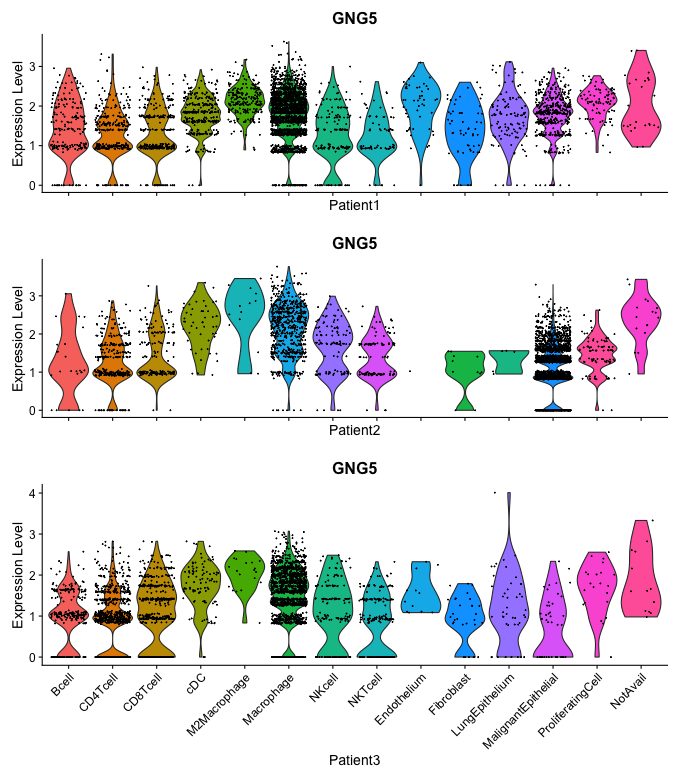 GNG5
Expression Level
3
2
1
0
Patient1
GNG5
Expression Level
3
2
1
0
Patient2
GNG5
Expression Level
4
3
2
1
0
Bcell
CD4Tcell
CD8Tcell
cDC
M2Macrophage
Macrophage
NKcell
NKTcell
Endothelium
Fibroblast
LungEpithelium
MalignantEpithelial
ProliferatingCell
NotAvail
Patient3